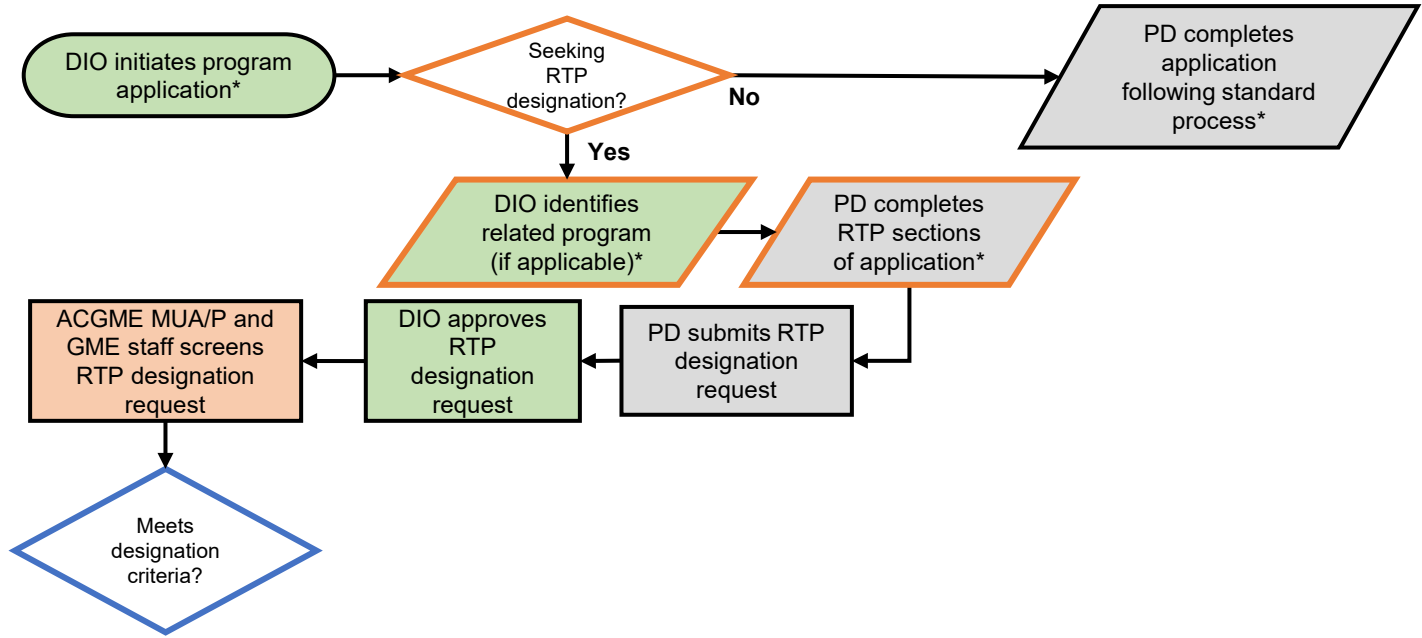 DIO initiates program
application*
Seeking
RTP
designation?
No
PD completes
application
following standard
process*
Yes
DIO identifies
related program
(if applicable)*
PD completes
RTP sections
of application*
PD submits RTP
designation
request
DIO approves
RTP
designation
request
ACGME MUA/P and
GME staff screens
RTP designation
request
Meets
designation
criteria?